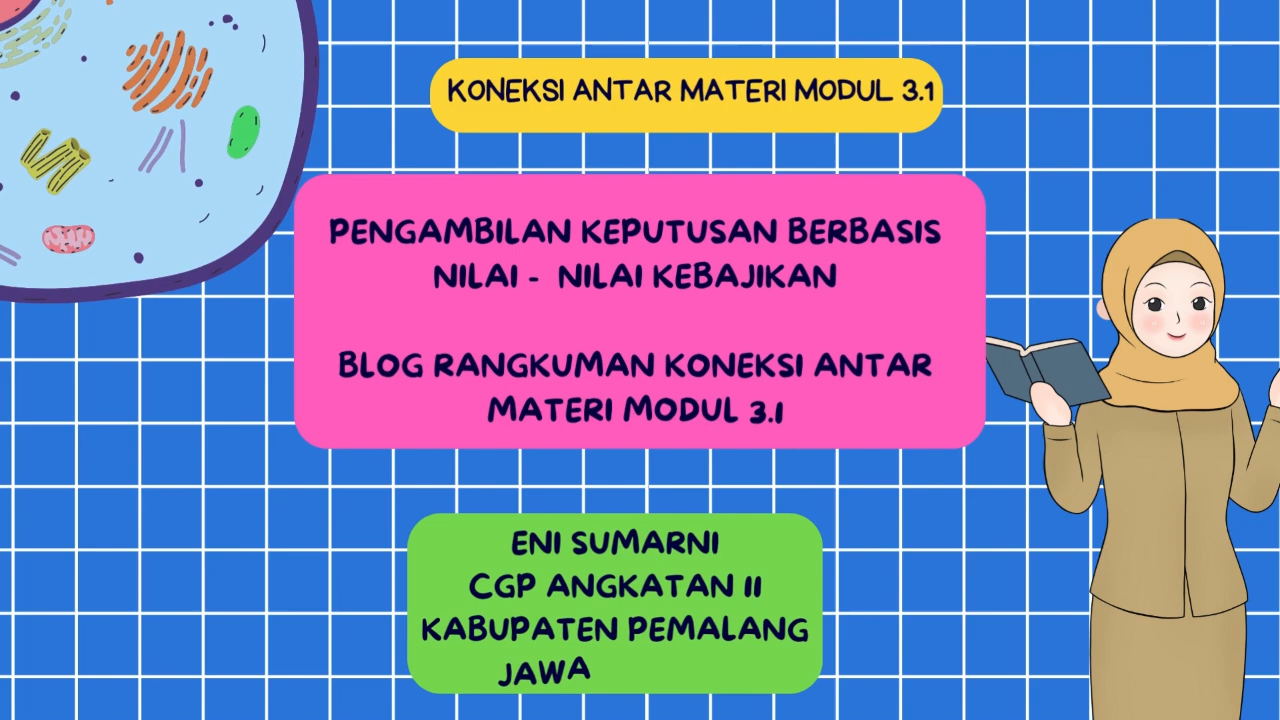 KONEKSI ANTAR MATERI MODUL 3.1
PENGAMBILAN KEPUTUSAN BERBASIS
NILAI - NILAI KEBAJIKAN
BLOG RANGKUMAN KONEKSI ANTAR
MATERI MODUL 3.1
ENI SUMARNI
CGP ANGKATAN 11
KABUPATEN PEMALANG
JAWA